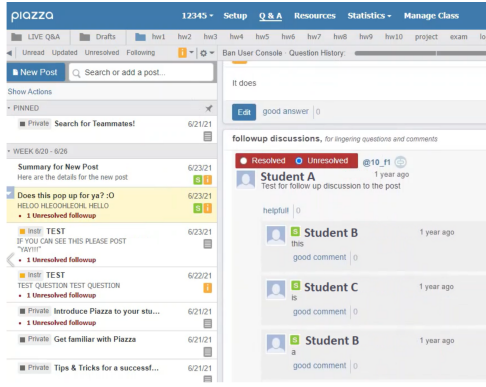 piazza 12345 Setup Q & A Resources Statistics Manage Class
LIVE Q&A Drafts hw1 hw2 hw3 hw4 hw5 hw6 hw7 hw8 hw9 hw10 project exam lo
Unread Updated Unresolved Following Ban User Console Question History:
New Post Search or add a post...
Show Actions
PINNED
Private Search for Teammates! 6/21/21
WEEK 6/20 - 6/26
Summary for New Post 6/23/21
Here are the details for the new post S i
Does this pop up for ya? :O 6/23/21
HELOO HLEOOHLEOHL HELLO S i
• 1 Unresolved followup
Instr TEST 6/23/21
IF YOU CAN SEE THIS PLEASE POST
"YAY!!!"
• 1 Unresolved followup
Instr TEST 6/22/21
TEST QUESTION TEST QUESTION i
• 1 Unresolved followup
Private Introduce Piazza to your stu... 6/21/21
• 1 Unresolved followup
Private Get familiar with Piazza 6/21/21
Private Tips & Tricks for a successf... 6/21/21
It does
Edit good answer 0
followup discussions, for lingering questions and comments
Resolved Unresolved @10_f1
Student A 1 year ago
Test for follow up discussion to the post
helpful! 0
S Student B 1 year ago
this
good comment 0
S Student C 1 year ago
is
good comment 0
S Student B 1 year ago
a
good comment 0